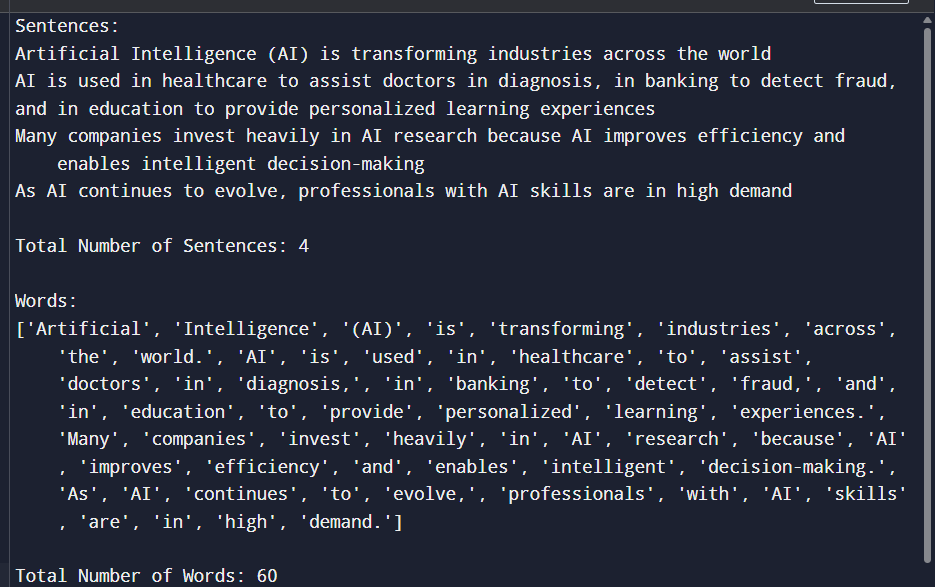 Sentences:
Artificial Intelligence (AI) is transforming industries across the world
AI is used in healthcare to assist doctors in diagnosis, in banking to detect fraud,
and in education to provide personalized learning experiences
Many companies invest heavily in AI research because AI improves efficiency and
enables intelligent decision-making
As AI continues to evolve, professionals with AI skills are in high demand
Total Number of Sentences: 4
Words:
['Artificial', 'Intelligence', '(AI)', 'is', 'transforming', 'industries', 'across',
'the', 'world.', 'AI', 'is', 'used', 'in', 'healthcare', 'to', 'assist',
'doctors', 'in', 'diagnosis,', 'in', 'banking', 'to', 'detect', 'fraud,', 'and',
'in', 'education', 'to', 'provide', 'personalized', 'learning', 'experiences.',
'Many', 'companies', 'invest', 'heavily', 'in', 'AI', 'research', 'because', 'AI'
, 'improves', 'efficiency', 'and', 'enables', 'intelligent', 'decision-making.',
'As', 'AI', 'continues', 'to', 'evolve,', 'professionals', 'with', 'AI', 'skills'
, 'are', 'in', 'high', 'demand.']
Total Number of Words: 60